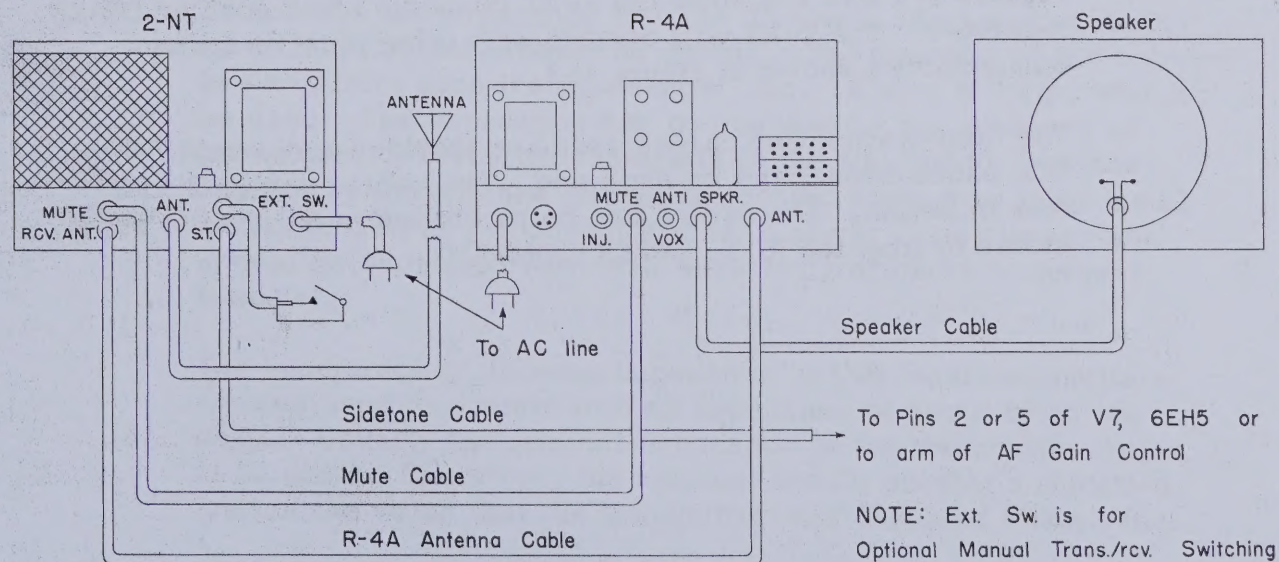 2-NT
R-4A
Speaker
ANTENNA
MUTE
ANT.
EXT. SW.
RCV. ANT.
S.T.
MUTE
ANTI
SPKR.
ANT.
INJ.
VOX
To AC line
Speaker Cable
Sidetone Cable
To Pins 2 or 5 of V7, 6EH5 or
to arm of AF Gain Control
Mute Cable
NOTE: Ext. Sw. is for
R-4A Antenna Cable
Optional Manual Trans./rcv. Switching